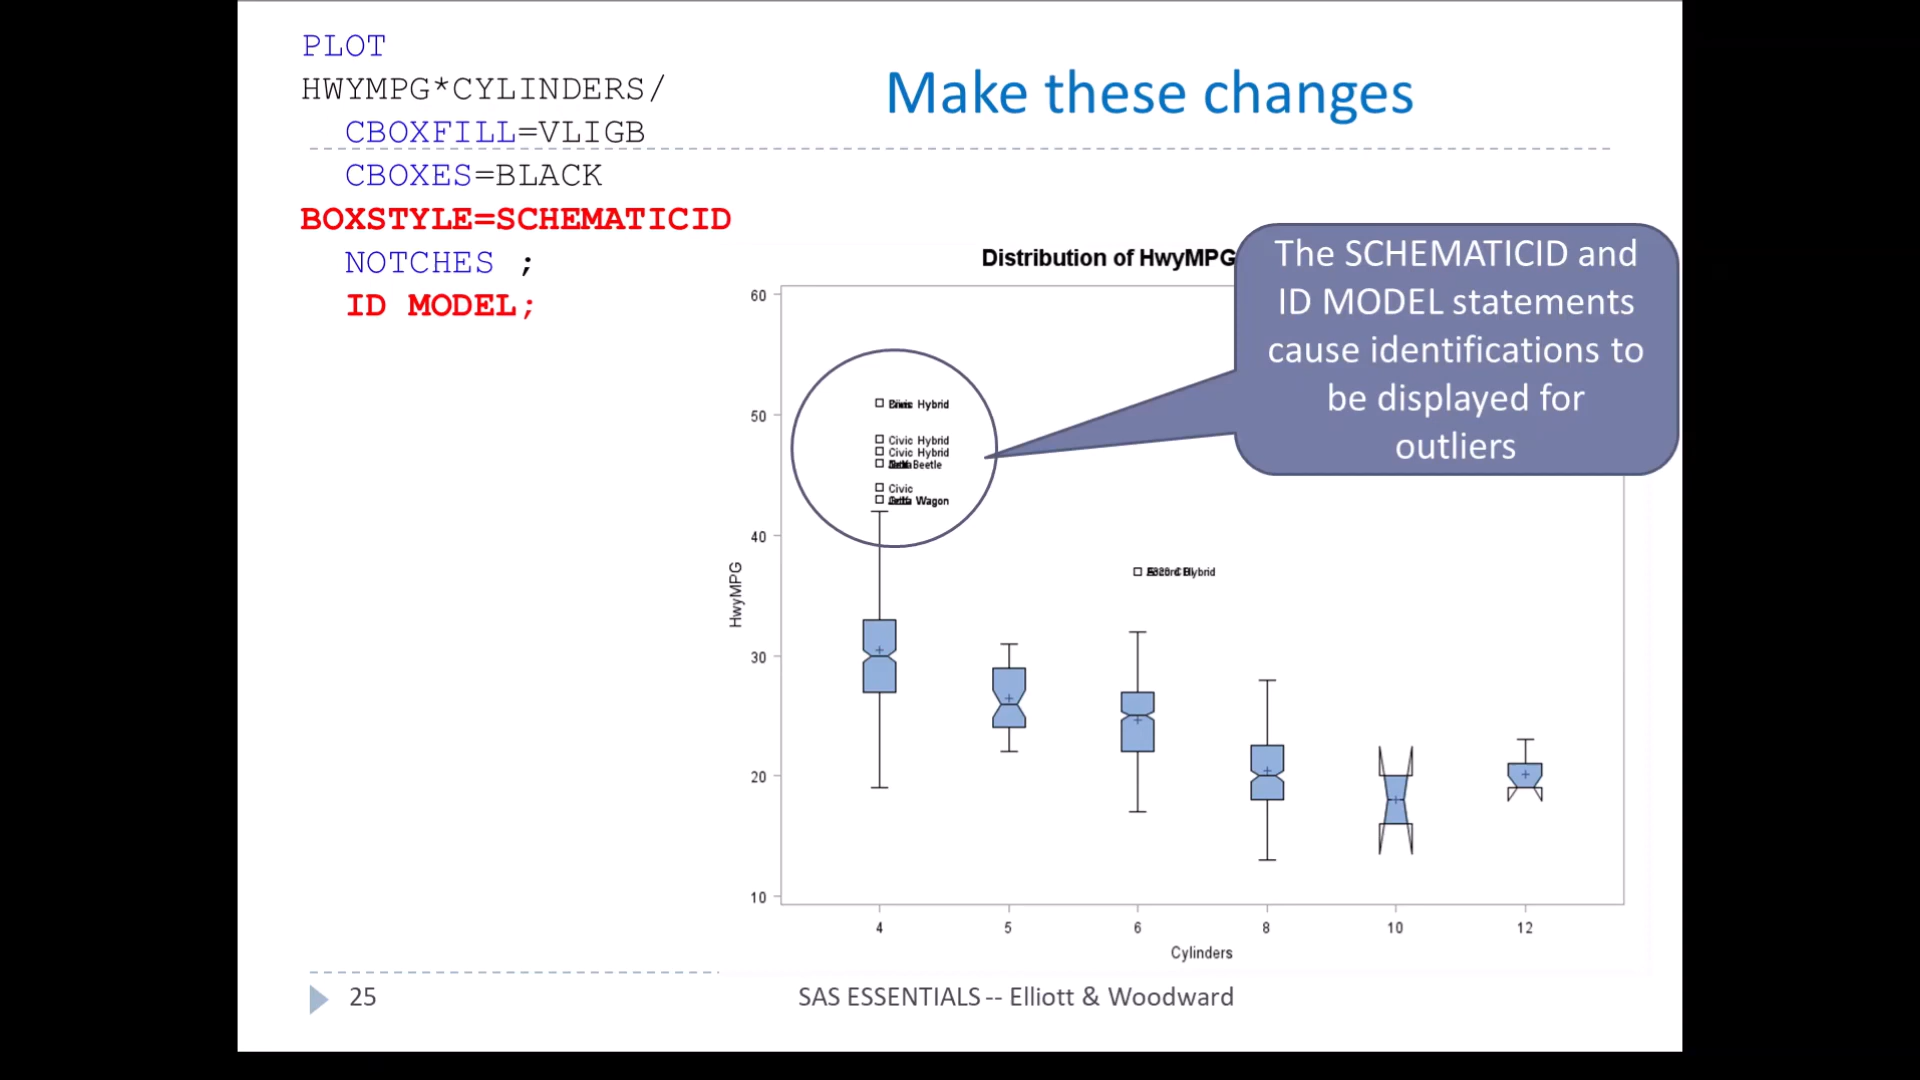 PLOT
HWYMPG*CYLINDERS/
CBOXFILL=VLIGB
CBOXES=BLACK
BOXSTYLE=SCHEMATICID
NOTCHES ;
ID MODEL;
Make these changes
The SCHEMATICID and
ID MODEL statements
cause identifications to
be displayed for
outliers
Distribution of HwyMPG
60
50
40
30
20
10
HwyMPG
Hybrid
Civic Hybrid
Civic Hybrid
Beetle
Civic
Wagon
Hybrid
4
5
6
8
10
12
Cylinders
25
SAS ESSENTIALS -- Elliott & Woodward